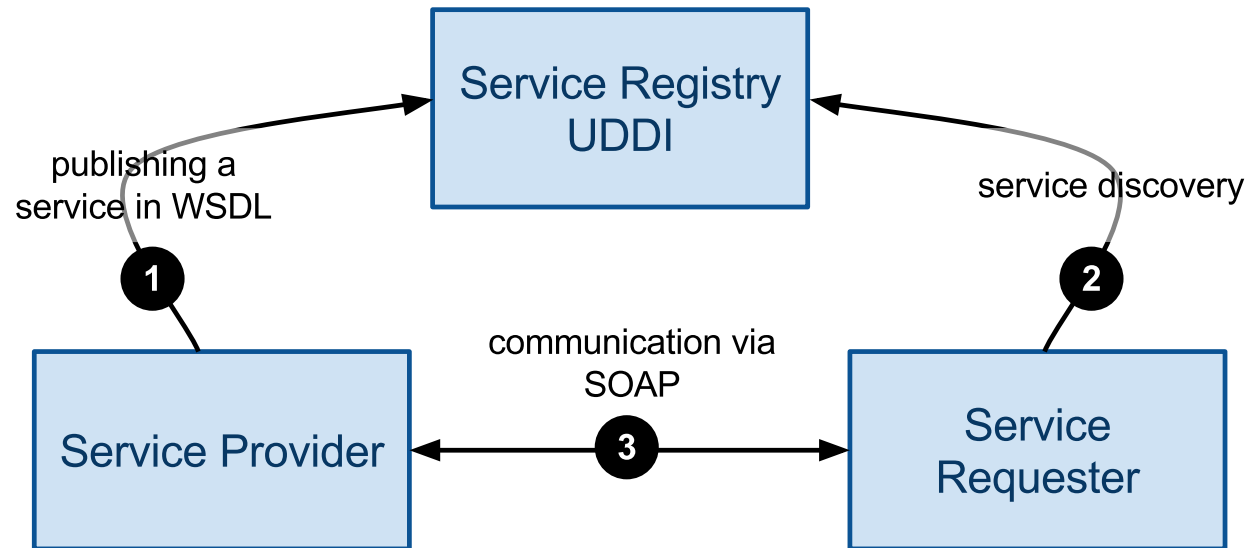 Service Registry
UDDI
publishing a
service in WSDL
service discovery
1
2
communication via
SOAP
3
Service Provider
Service
Requester